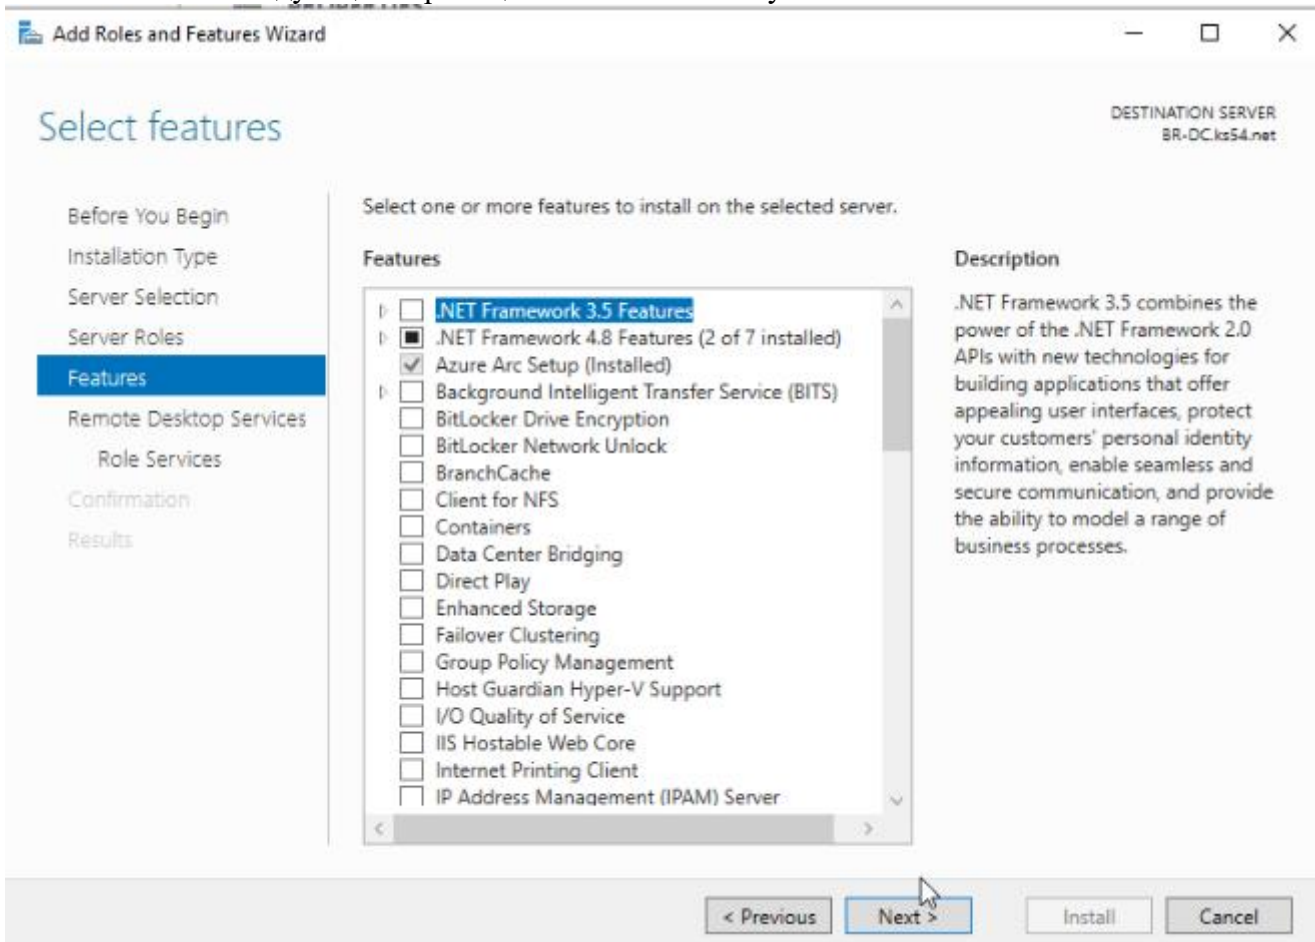 Add Roles and Features Wizard
Select features
DESTINATION SERVER
BR-DC.ks54.net
Before You Begin
Installation Type
Server Selection
Server Roles
Features
Remote Desktop Services
Role Services
Confirmation
Results
Select one or more features to install on the selected server.
Features
.NET Framework 3.5 Features
.NET Framework 4.8 Features (2 of 7 installed)
Azure Arc Setup (Installed)
Background Intelligent Transfer Service (BITS)
BitLocker Drive Encryption
BitLocker Network Unlock
BranchCache
Client for NFS
Containers
Data Center Bridging
Direct Play
Enhanced Storage
Failover Clustering
Group Policy Management
Host Guardian Hyper-V Support
I/O Quality of Service
IIS Hostable Web Core
Internet Printing Client
IP Address Management (IPAM) Server
Description
.NET Framework 3.5 combines the
power of the .NET Framework 2.0
APIs with new technologies for
building applications that offer
appealing user interfaces, protect
your customers' personal identity
information, enable seamless and
secure communication, and provide
the ability to model a range of
business processes.
< Previous
Next >
Install
Cancel